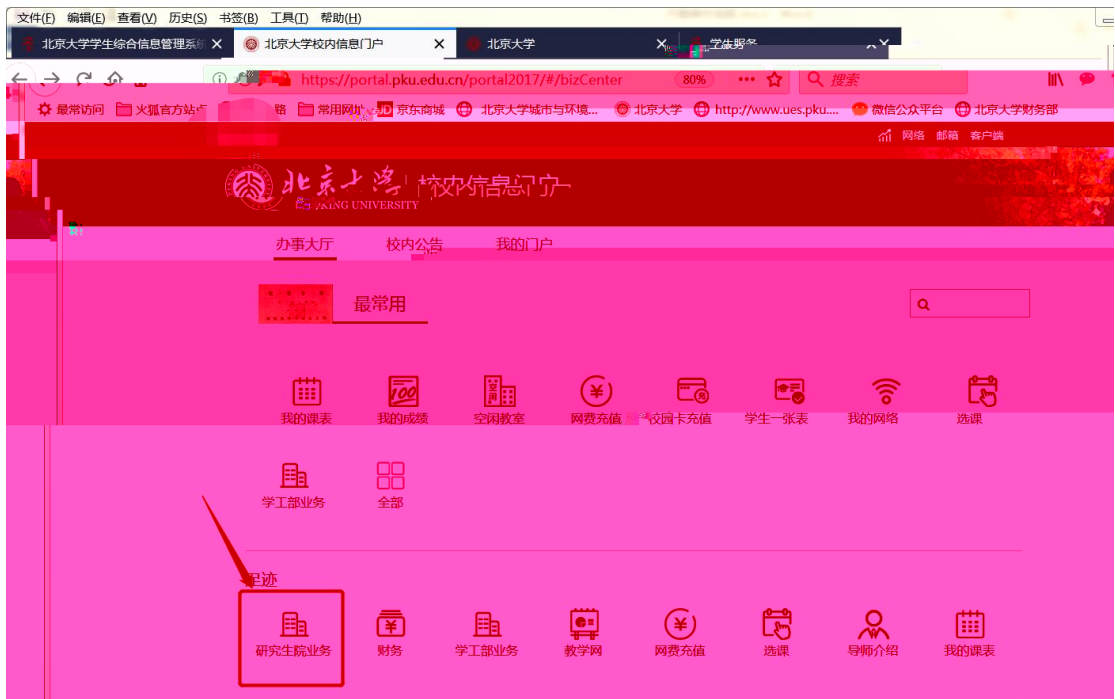 文件(F) 编辑(E) 查看(V) 历史(S) 书签(B) 工具(T) 帮助(H)
北京大学学生综合信息管理系统 北京大学校内信息门户 北京大学
https://portal.pku.edu.cn/portal2017/#/bizCenter 80% 搜索
最常访问 火狐官方站点 常用网址 JD 京东商城 北京大学城市与环境... 北京大学 http://www.ues.pku.... 微信公众平台 北京大学财务部
网络 邮箱 客户端
北京大学 校内信息门户
UNIVERSITY
办事大厅 校内公告 我的门户
最常用
我的课表 我的成绩 空闲教室 网费充值 校园卡充值 学生一张表 我的网络 选课
学工部业务 全部
足迹
研究生院业务 财务 学工部业务 教学网 网费充值 选课 导师介绍 我的课表